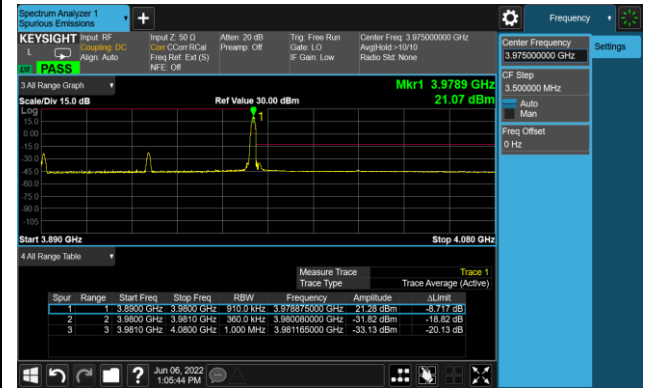 Spectrum Analyzer 1
Spurious Emissions
Frequency
KEYSIGHT
L
PASS
Input: RF
Coupling: DC
Align: Auto
Input Z: 50 Ω
Corr CCorr RCal
Freq Ref: Ext (S)
NFE: Off
Atten: 20 dB
Preamp: Off
Trig: Free Run
Gate: LO
IF Gain: Low
Center Freq: 3.975000000 GHz
Avg|Hold:>10/10
Radio Std: None
Center Frequency
3.975000000 GHz
Settings
CF Step
3.500000 MHz
Auto
Man
Freq Offset
0 Hz
3 All Range Graph
Mkr1 3.9789 GHz
Scale/Div 15.0 dB
Ref Value 30.00 dBm
21.07 dBm
Log
1
15.0
0.00
-15.0
-30.0
-45.0
-60.0
-75.0
-90.0
-105
Start 3.890 GHz
Stop 4.080 GHz
4 All Range Table
Measure Trace Trace 1
Trace Type Trace Average (Active)
Spur Range Start Freq Stop Freq RBW Frequency Amplitude ΔLimit
1 1 3.8900 GHz 3.9800 GHz 910.0 kHz 3.978875000 GHz 21.28 dBm -8.717 dB
2 2 3.9800 GHz 3.9810 GHz 360.0 kHz 3.980080000 GHz -31.82 dBm -18.82 dB
3 3 3.9810 GHz 4.0800 GHz 1.000 MHz 3.981165000 GHz -33.13 dBm -20.13 dB
Jun 06, 2022
1:05:44 PM